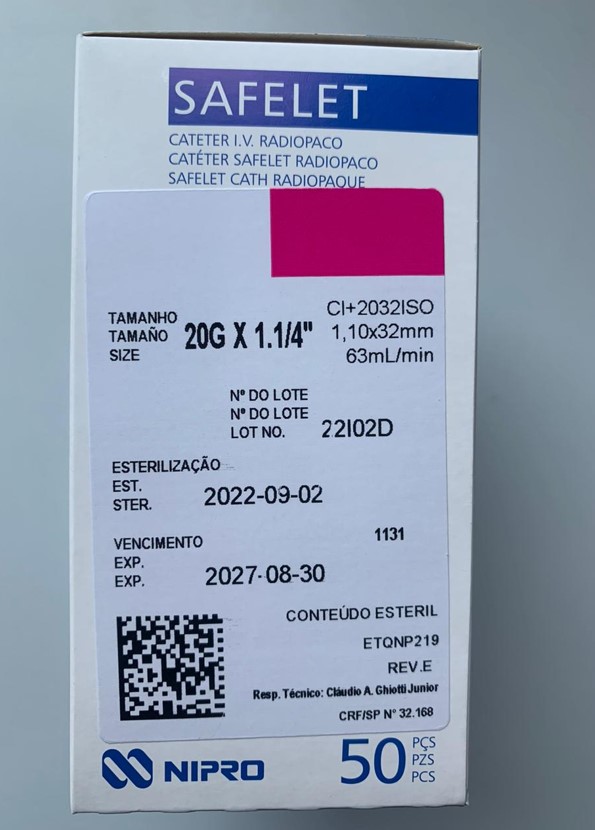 SAFELET
CATETER I.V. RADIOPACO
CATÉTER SAFELET RADIOPACO
SAFELET CATH RADIOPAQUE
TAMANHO
TAMAÑO
SIZE
20G X 1.1/4"
CI+2032ISO
1,10x32mm
63mL/min
Nº DO LOTE
Nº DO LOTE
LOT NO.
22I02D
ESTERILIZAÇÃO
EST.
STER.
2022-09-02
VENCIMENTO
EXP.
EXP.
1131
2027-08-30
CONTEÚDO ESTERIL
ETQNP219
REV.E
Resp. Técnico: Cláudio A. Ghiotti Junior
CRF/SP N° 32.168
NIPRO
50
PÇS
PZS
PCS